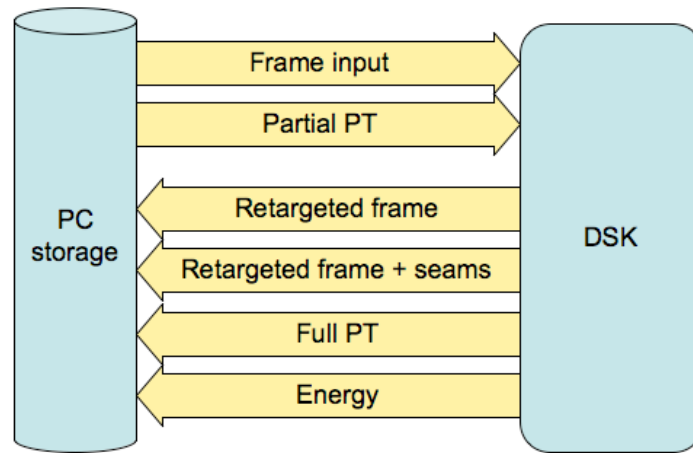 Frame input
Partial PT
PC
storage
Retargeted frame
DSK
Retargeted frame + seams
Full PT
Energy